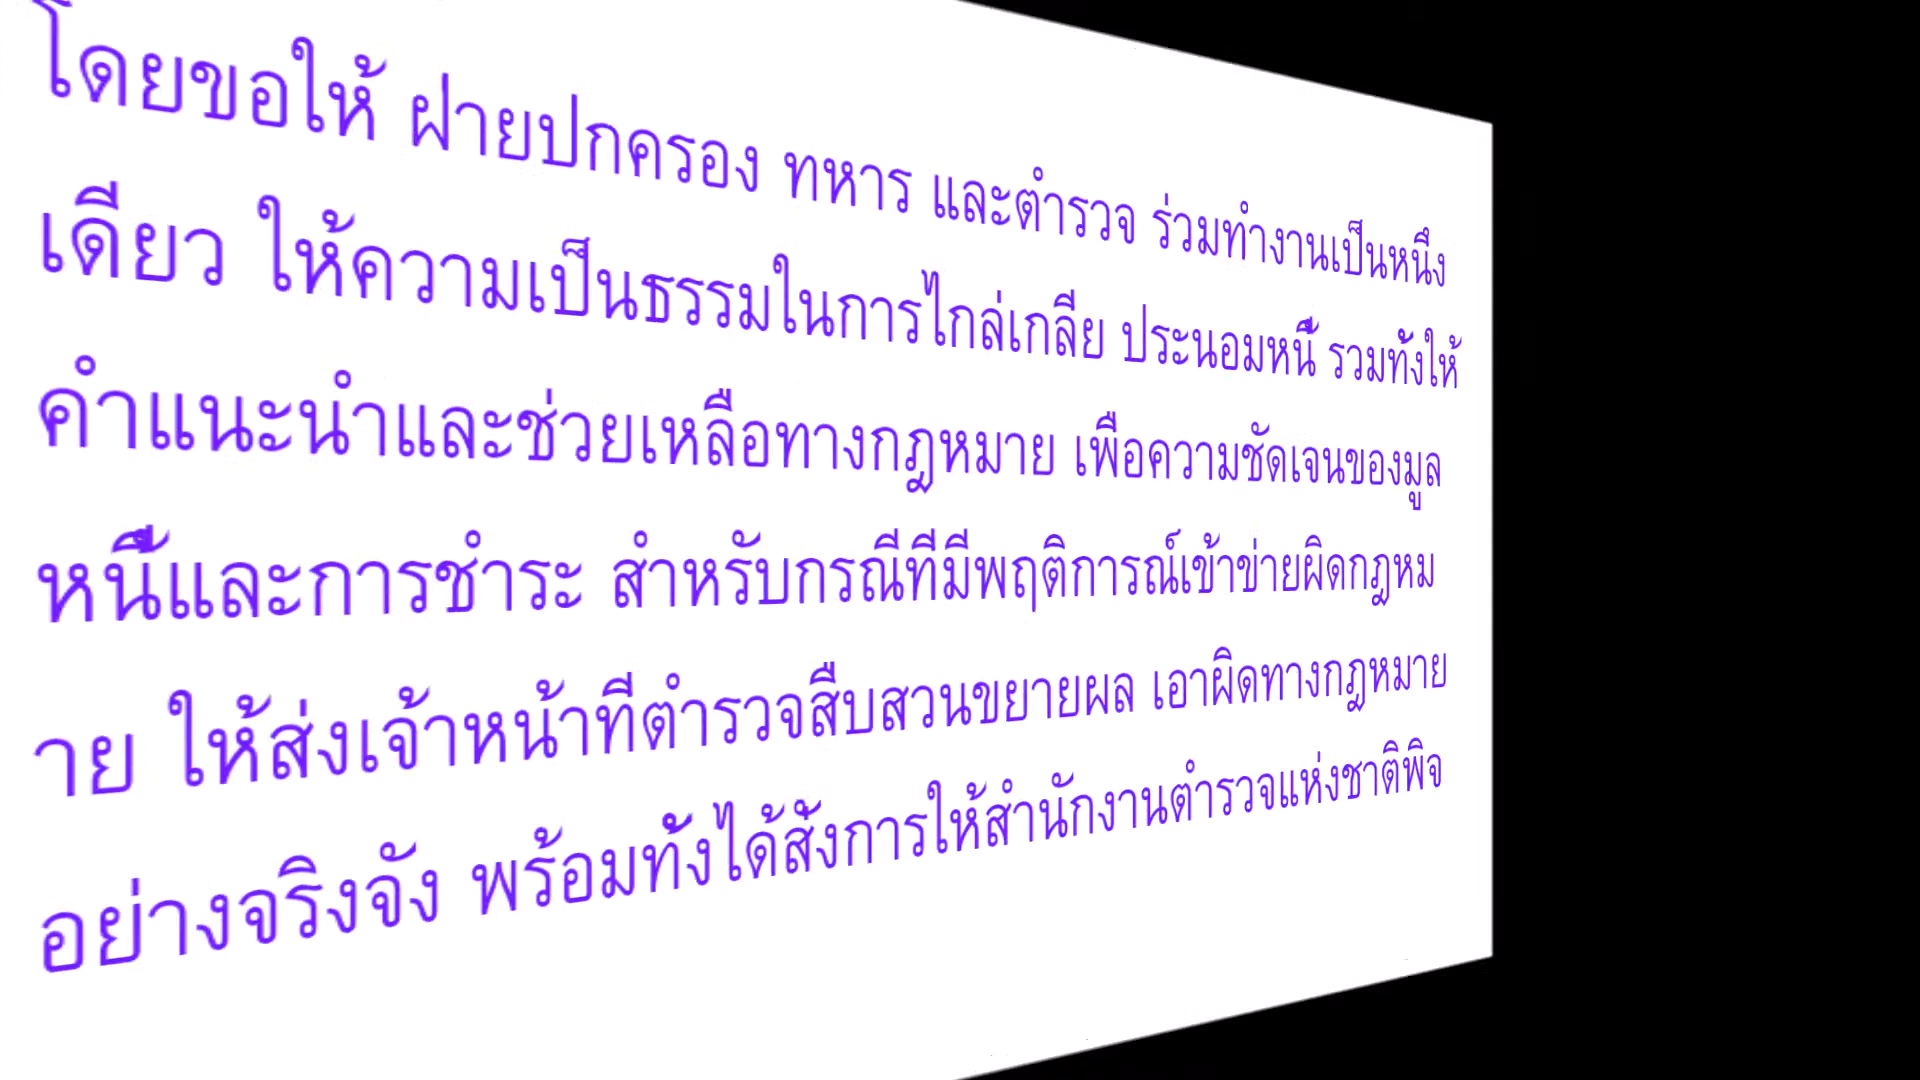 โดยขอให้ ฝ่ายปกครอง ทหาร และตำรวจ ร่วมทำงานเป็นหนึ่ง
เดียว ให้ความเป็นธรรมในการไกล่เกลี่ย ประนอมหนี้ รวมทั้งให้
คำแนะนำและช่วยเหลือทางกฎหมาย เพื่อความชัดเจนของมูล
หนี้และการชำระ สำหรับกรณีที่มีพฤติการณ์เข้าข่ายผิดกฎหม
าย ให้ส่งเจ้าหน้าที่ตำรวจสืบสวนขยายผล เอาผิดทางกฎหมาย
อย่างจริงจัง พร้อมทั้งได้สั่งการให้สำนักงานตำรวจแห่งชาติพิจ